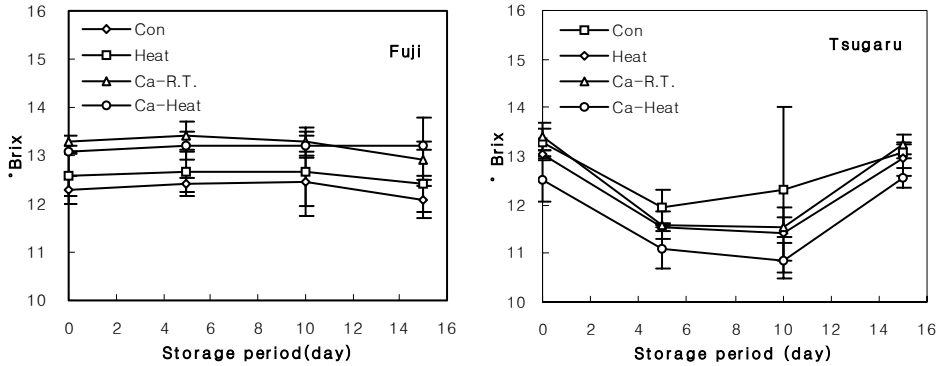 16
15
14
13
12
11
10
°Brix
Con
Heat
Ca-R.T.
Ca-Heat
Fuji
0 2 4 6 8 10 12 14 16
Storage period(day)
16
15
14
13
12
11
10
°Brix
Con
Heat
Ca-R.T.
Ca-Heat
Tsugaru
0 2 4 6 8 10 12 14 16
Storage period (day)